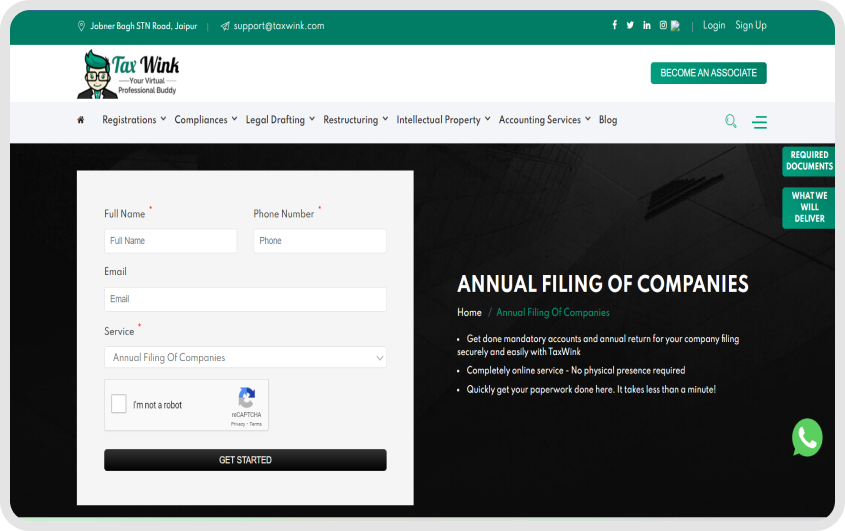 Jobner Bagh STN Road, Jaipur | support@taxwink.com | Login Sign Up
Tax Wink
Your Virtual
Professional Buddy
BECOME AN ASSOCIATE
Registrations Compliances Legal Drafting Restructuring Intellectual Property Accounting Services Blog
REQUIRED
DOCUMENTS
WHAT WE
WILL
DELIVER
Full Name * Phone Number *
Full Name Phone
Email
Email
Service *
Annual Filing Of Companies
I'm not a robot
reCAPTCHA
Privacy - Terms
GET STARTED
ANNUAL FILING OF COMPANIES
Home / Annual Filing Of Companies
• Get done mandatory accounts and annual return for your company filing
securely and easily with TaxWink
• Completely online service - No physical presence required
• Quickly get your paperwork done here. It takes less than a minute!